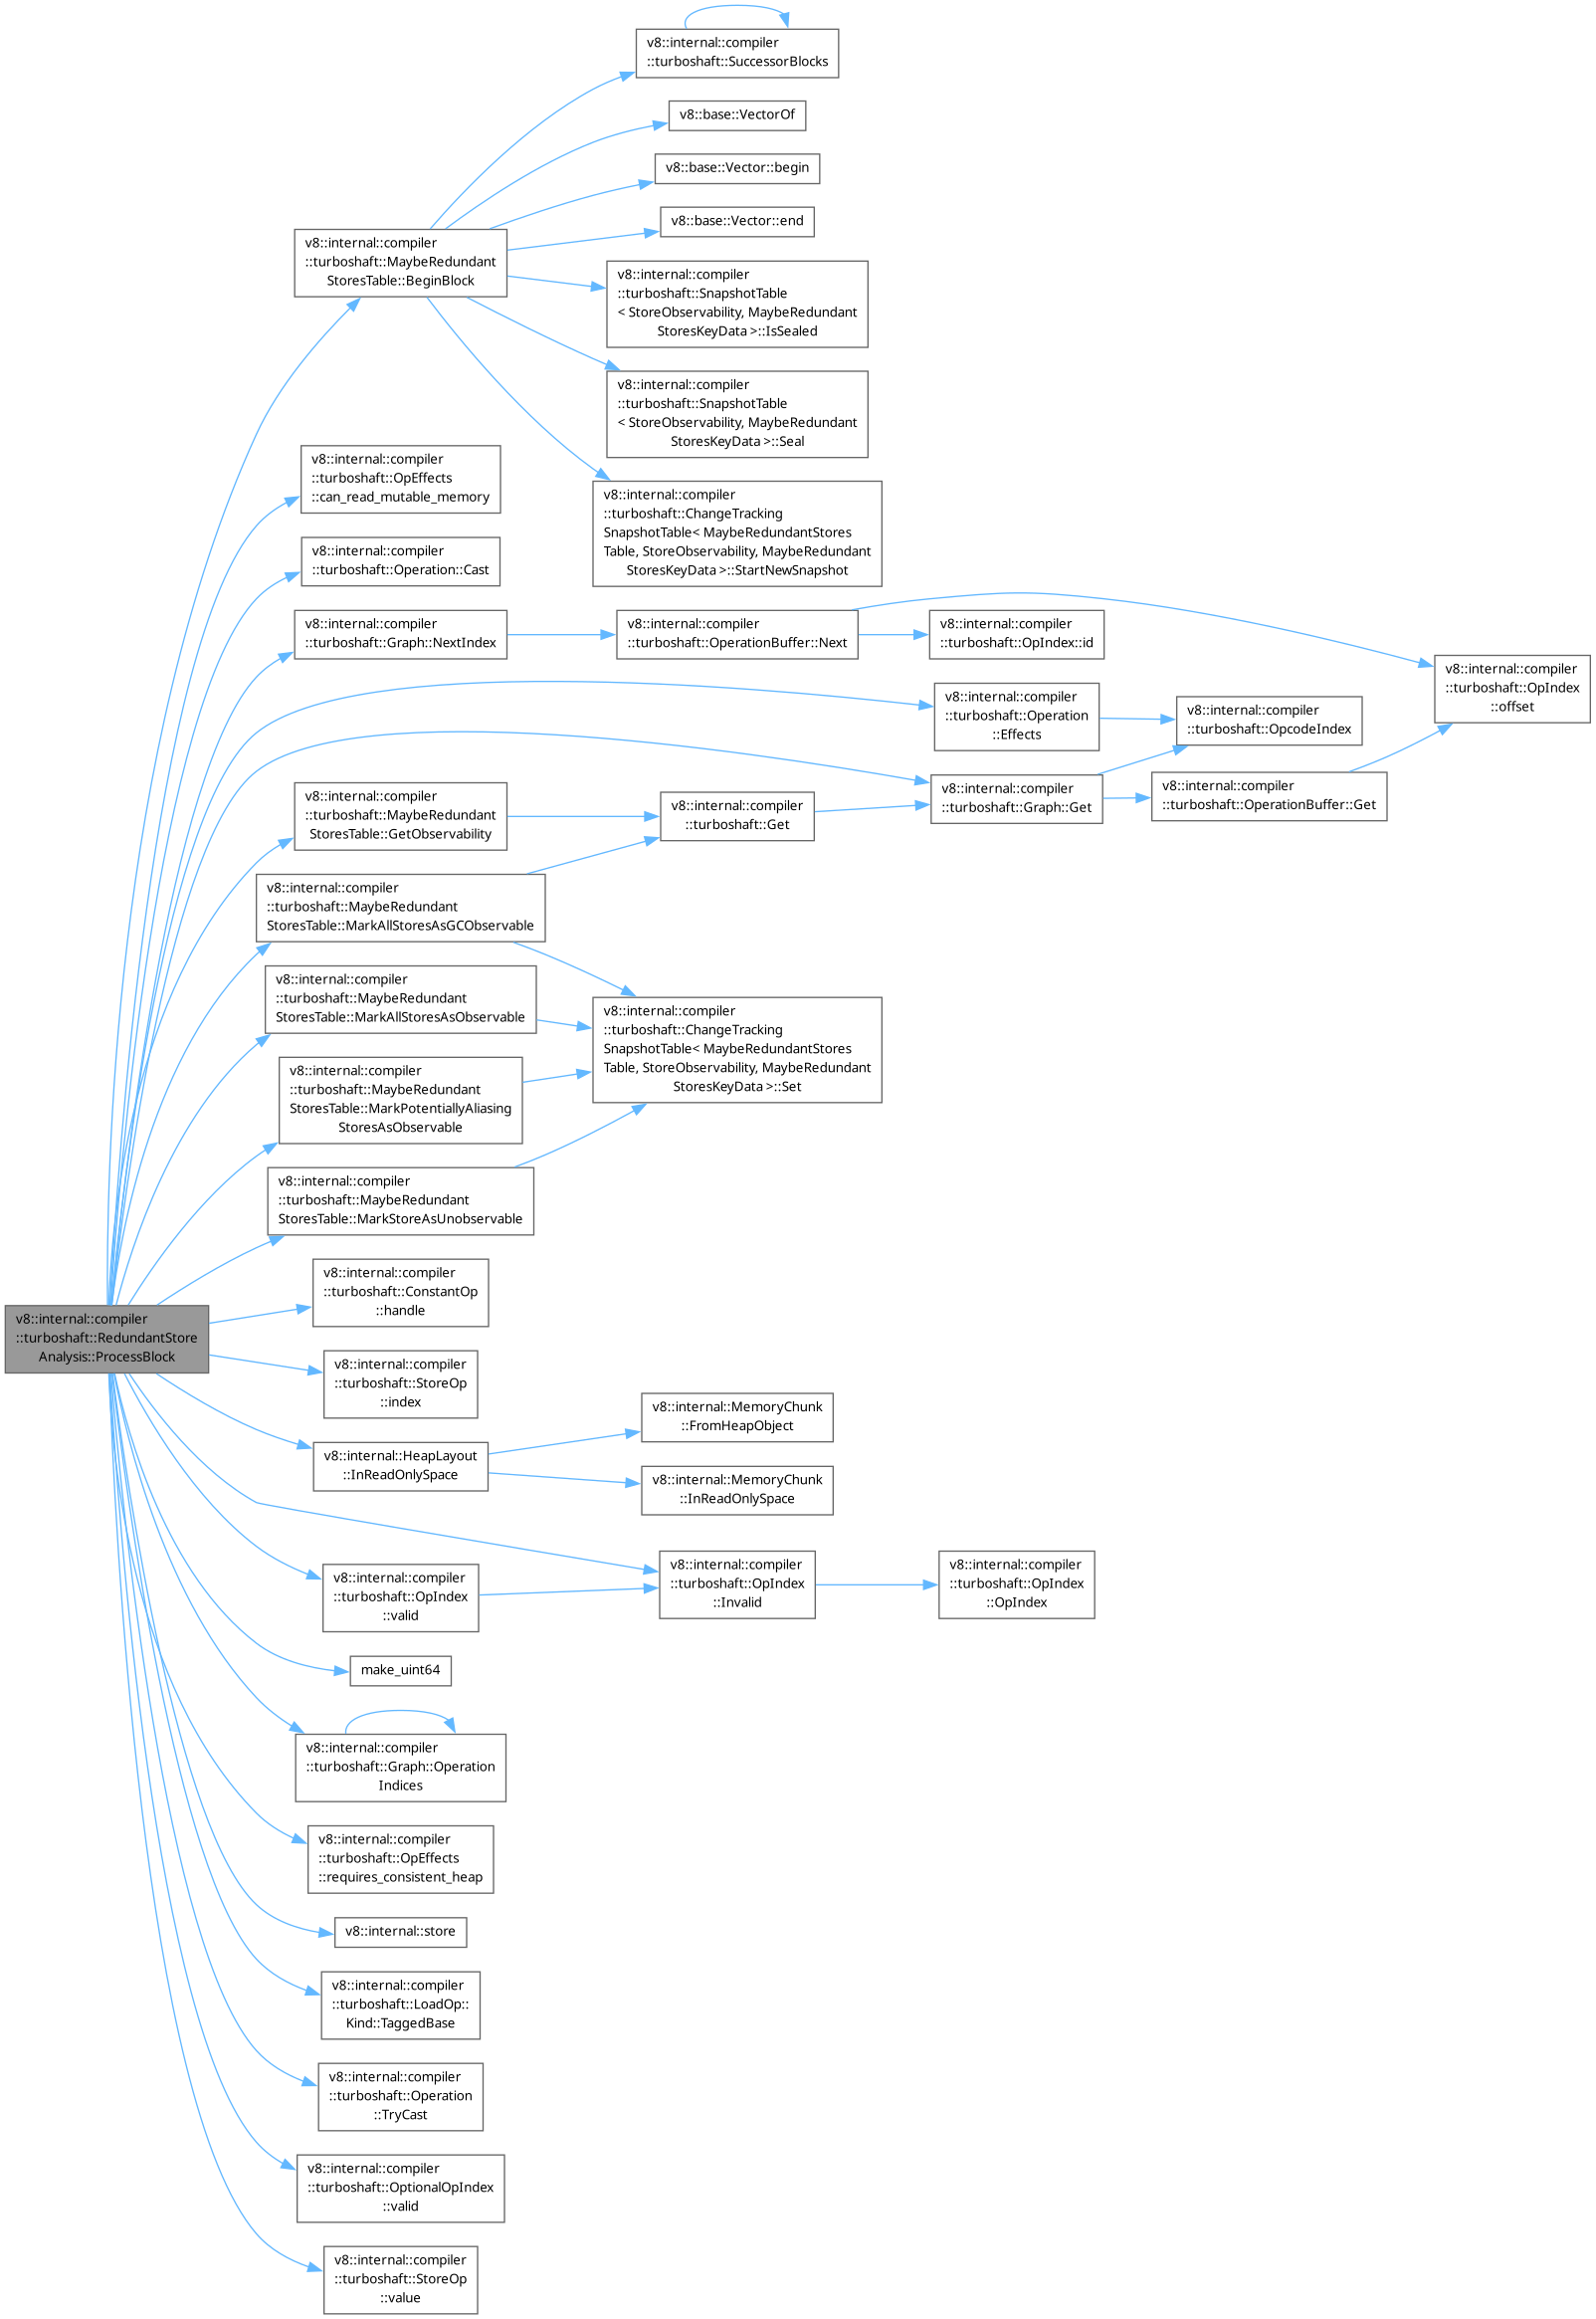 v8::internal::compiler
::turboshaft::SuccessorBlocks
v8::base::VectorOf
v8::base::Vector::begin
v8::base::Vector::end
v8::internal::compiler
::turboshaft::MaybeRedundant
StoresTable::BeginBlock
v8::internal::compiler
::turboshaft::SnapshotTable
< StoreObservability, MaybeRedundant
StoresKeyData >::IsSealed
v8::internal::compiler
::turboshaft::SnapshotTable
< StoreObservability, MaybeRedundant
StoresKeyData >::Seal
v8::internal::compiler
::turboshaft::OpEffects
::can_read_mutable_memory
v8::internal::compiler
::turboshaft::ChangeTracking
SnapshotTable< MaybeRedundantStores
Table, StoreObservability, MaybeRedundant
StoresKeyData >::StartNewSnapshot
v8::internal::compiler
::turboshaft::Operation::Cast
v8::internal::compiler
::turboshaft::Graph::NextIndex
v8::internal::compiler
::turboshaft::OperationBuffer::Next
v8::internal::compiler
::turboshaft::OpIndex::id
v8::internal::compiler
::turboshaft::OpIndex
::offset
v8::internal::compiler
::turboshaft::Operation
::Effects
v8::internal::compiler
::turboshaft::OpcodeIndex
v8::internal::compiler
::turboshaft::MaybeRedundant
StoresTable::GetObservability
v8::internal::compiler
::turboshaft::Get
v8::internal::compiler
::turboshaft::Graph::Get
v8::internal::compiler
::turboshaft::OperationBuffer::Get
v8::internal::compiler
::turboshaft::MaybeRedundant
StoresTable::MarkAllStoresAsGCObservable
v8::internal::compiler
::turboshaft::MaybeRedundant
StoresTable::MarkAllStoresAsObservable
v8::internal::compiler
::turboshaft::ChangeTracking
SnapshotTable< MaybeRedundantStores
Table, StoreObservability, MaybeRedundant
StoresKeyData >::Set
v8::internal::compiler
::turboshaft::MaybeRedundant
StoresTable::MarkPotentiallyAliasing
StoresAsObservable
v8::internal::compiler
::turboshaft::MaybeRedundant
StoresTable::MarkStoreAsUnobservable
v8::internal::compiler
::turboshaft::ConstantOp
::handle
v8::internal::compiler
::turboshaft::RedundantStore
Analysis::ProcessBlock
v8::internal::compiler
::turboshaft::StoreOp
::index
v8::internal::HeapLayout
::InReadOnlySpace
v8::internal::MemoryChunk
::FromHeapObject
v8::internal::MemoryChunk
::InReadOnlySpace
v8::internal::compiler
::turboshaft::OpIndex
::valid
v8::internal::compiler
::turboshaft::OpIndex
::Invalid
v8::internal::compiler
::turboshaft::OpIndex
::OpIndex
make_uint64
v8::internal::compiler
::turboshaft::Graph::Operation
Indices
v8::internal::compiler
::turboshaft::OpEffects
::requires_consistent_heap
v8::internal::store
v8::internal::compiler
::turboshaft::LoadOp::
Kind::TaggedBase
v8::internal::compiler
::turboshaft::Operation
::TryCast
v8::internal::compiler
::turboshaft::OptionalOpIndex
::valid
v8::internal::compiler
::turboshaft::StoreOp
::value